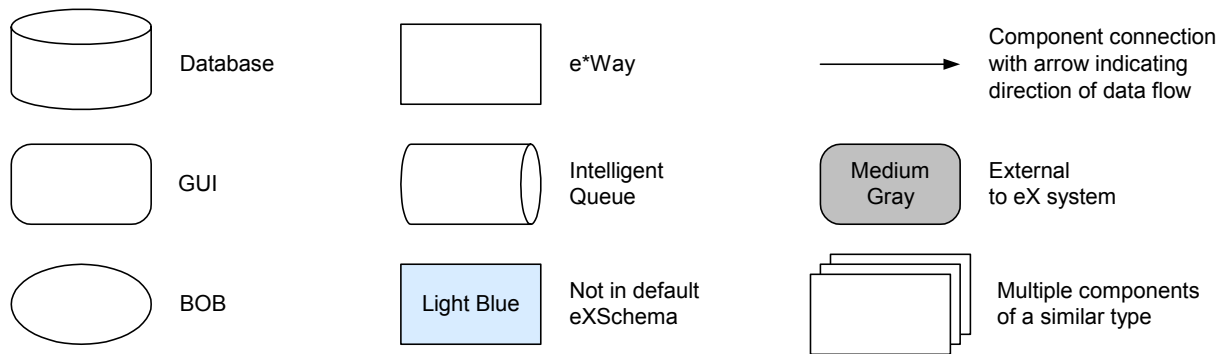 Database
e*Way
Component connection
with arrow indicating
direction of data flow
GUI
Intelligent
Queue
Medium
Gray
External
to eX system
BOB
Light Blue
Not in default
eXSchema
Multiple components
of a similar type